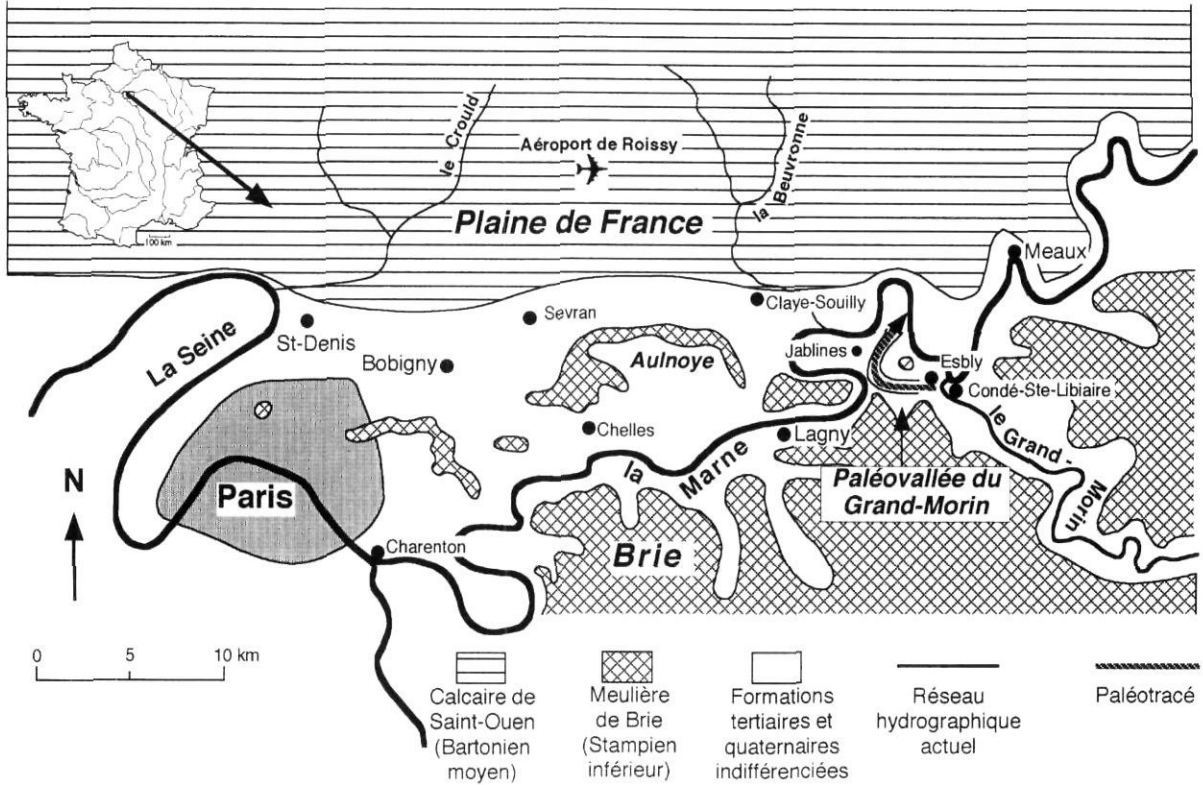 100 km
le Crould
Aéroport de Roissy
la Beuvronne
Plaine de France
Meaux
La Seine
St-Denis
Sevran
Claye-Souilly
Bobigny
Aulnoye
Jablines
Esbly
Condé-Ste-Libiaire
Chelles
Lagny
le Grand-
Morin
la Marne
Paléovallée du
Grand-Morin
N
Paris
Charenton
Brie
0 5 10 km
Calcaire de
Saint-Ouen
(Bartonien
moyen)
Meulière
de Brie
(Stampien
inférieur)
Formations
tertiaires et
quaternaires
indifférenciées
Réseau
hydrographique
actuel
Paléotracé